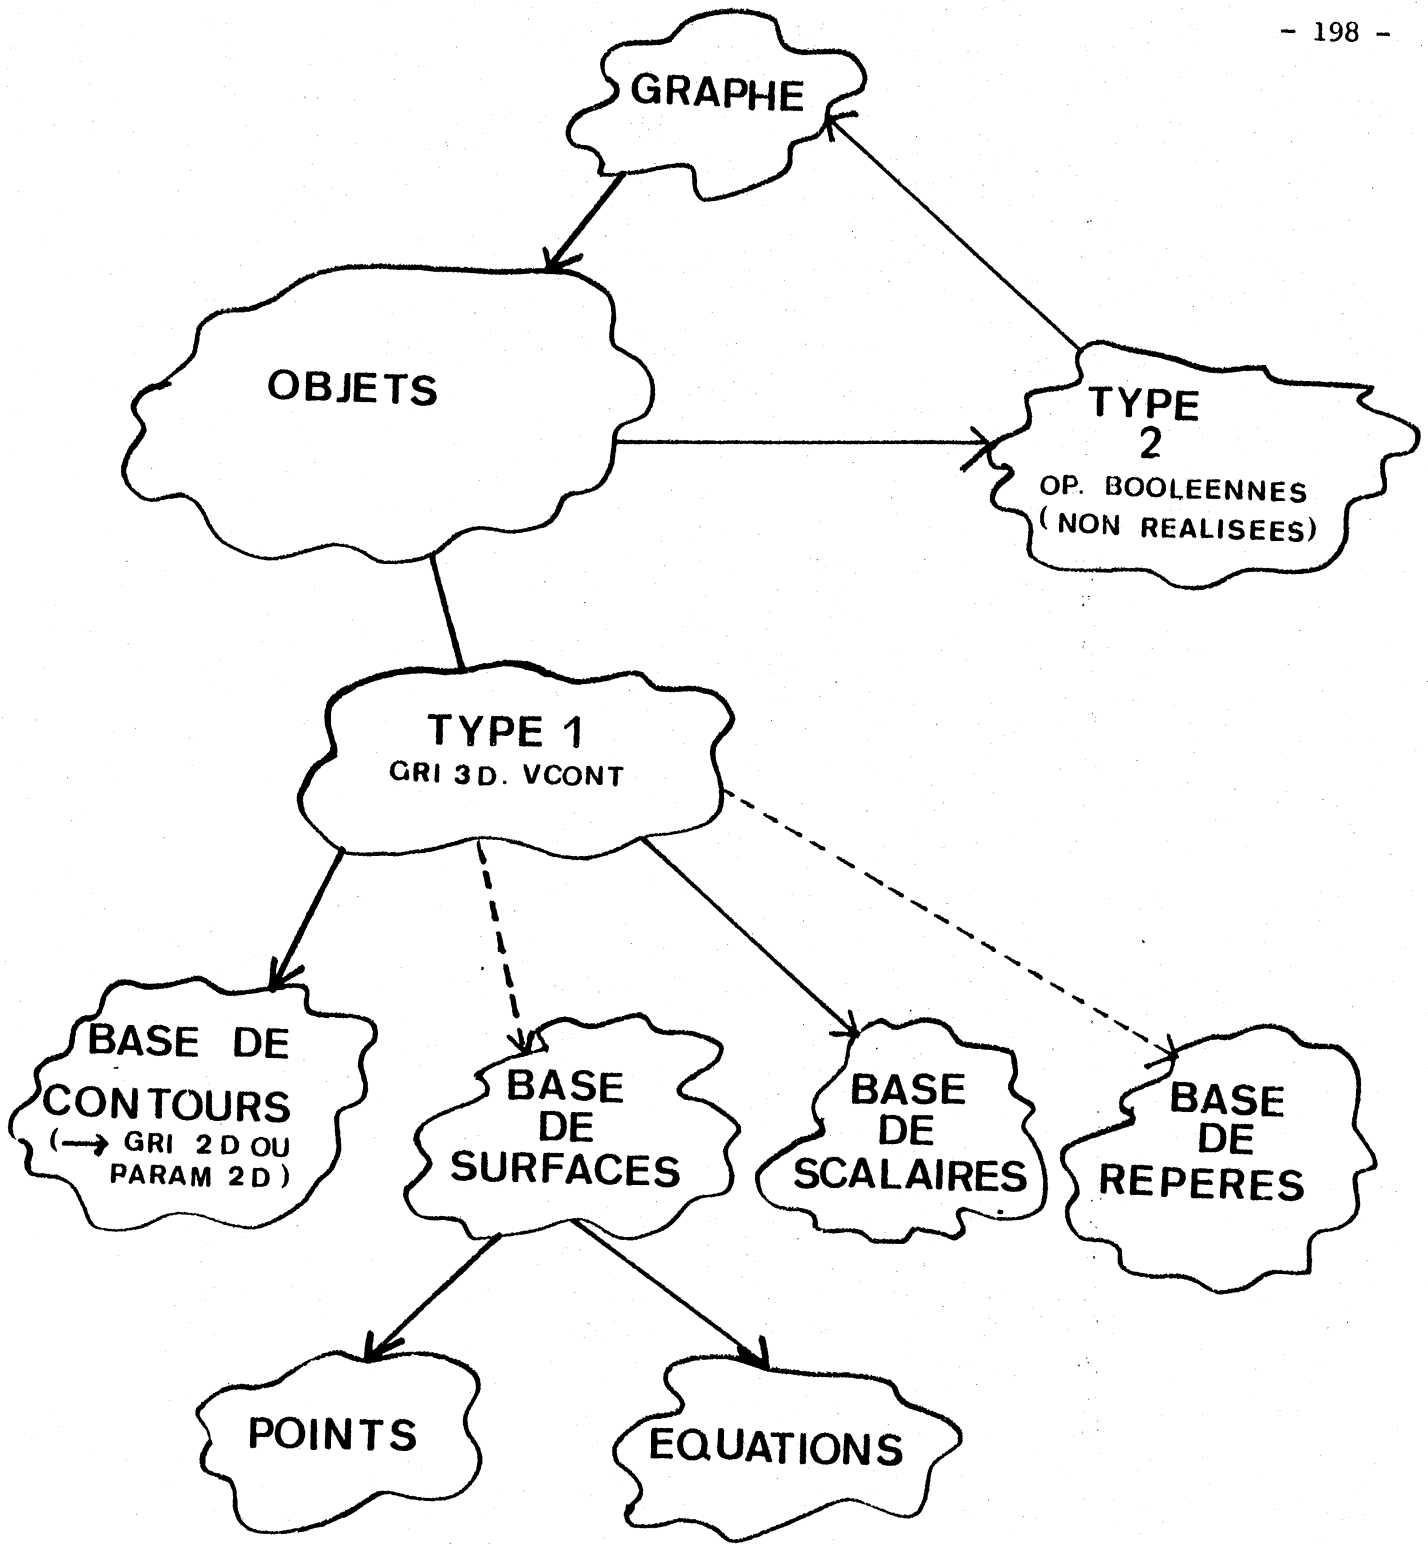 - 198 -
GRAPHE
OBJETS
TYPE
2
OP. BOOLEENNES
(NON REALISEES)
TYPE 1
GRI 3D. VCONT
BASE DE
CONTOURS
(→ GRI 2D OU
PARAM 2D)
BASE
DE
SURFACES
BASE
DE
SCALAIRES
BASE
DE
REPERES
POINTS
EQUATIONS